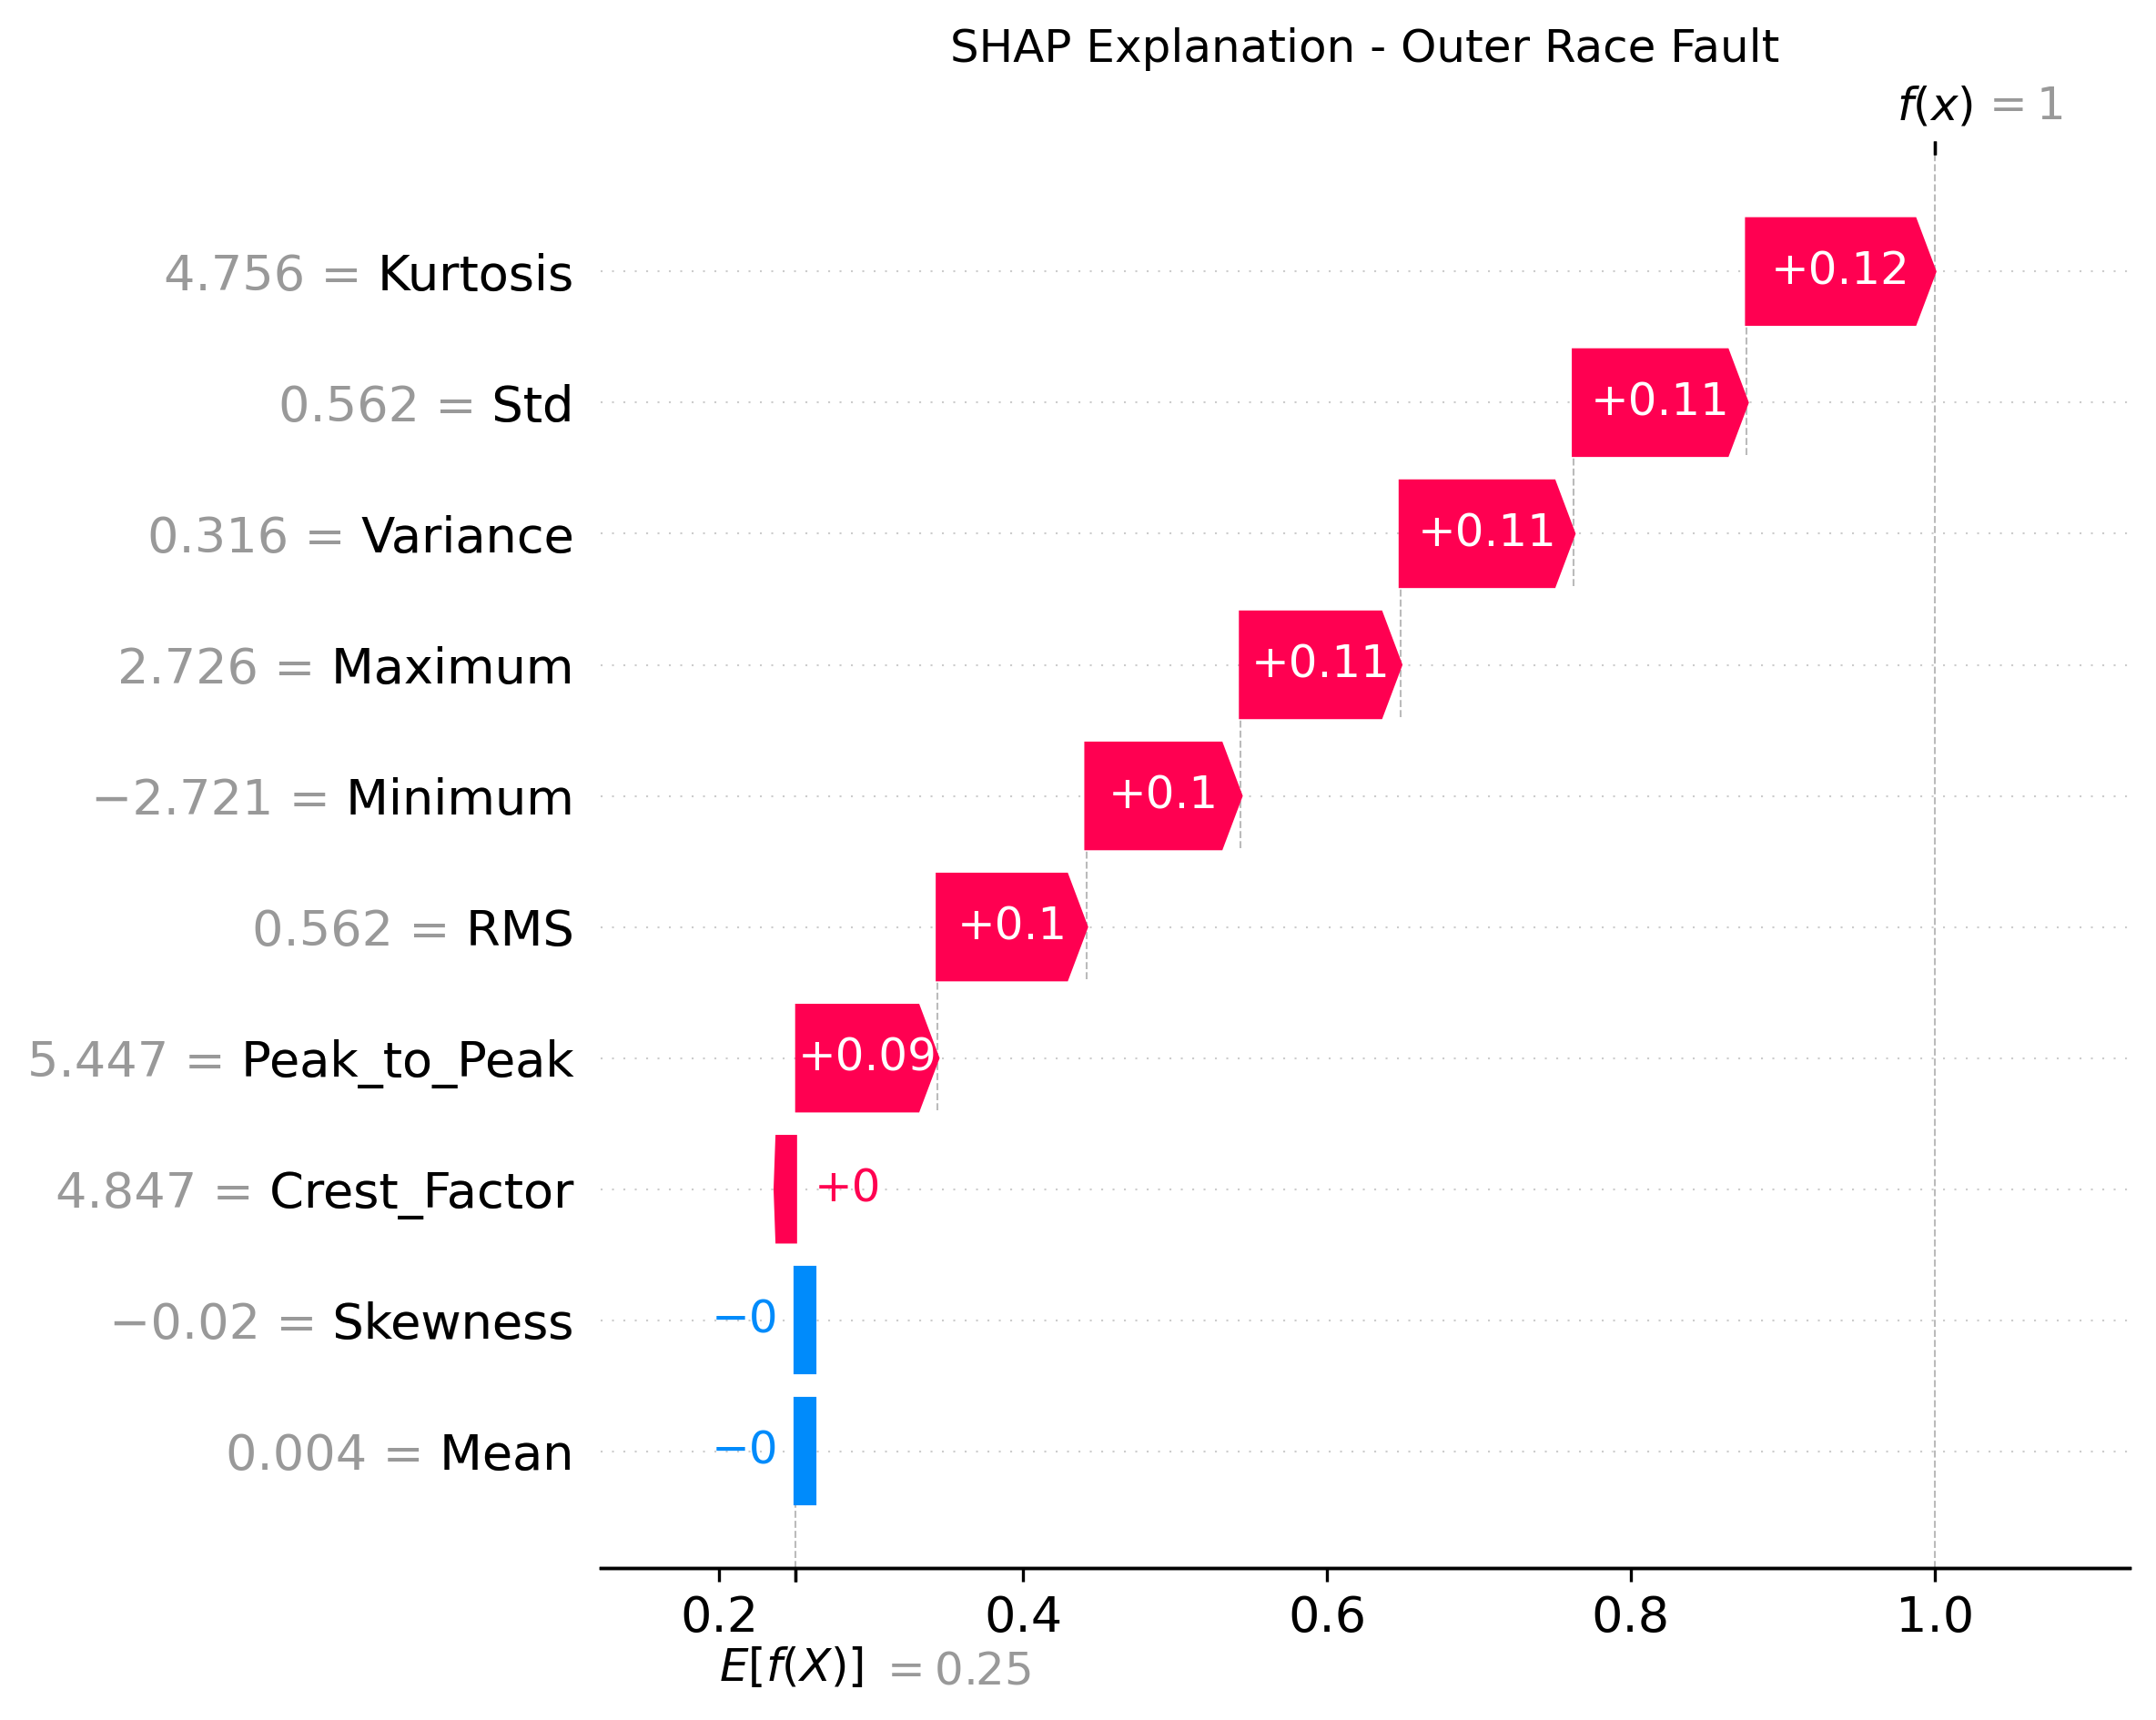 SHAP Explanation - Outer Race Fault
f(x) = 1
4.756 = Kurtosis +0.12
0.562 = Std +0.11
0.316 = Variance +0.11
2.726 = Maximum +0.11
−2.721 = Minimum +0.1
0.562 = RMS +0.1
5.447 = Peak_to_Peak +0.09
4.847 = Crest_Factor +0
−0.02 = Skewness −0
0.004 = Mean −0
0.2 0.4 0.6 0.8 1.0
E[f(X)] = 0.25